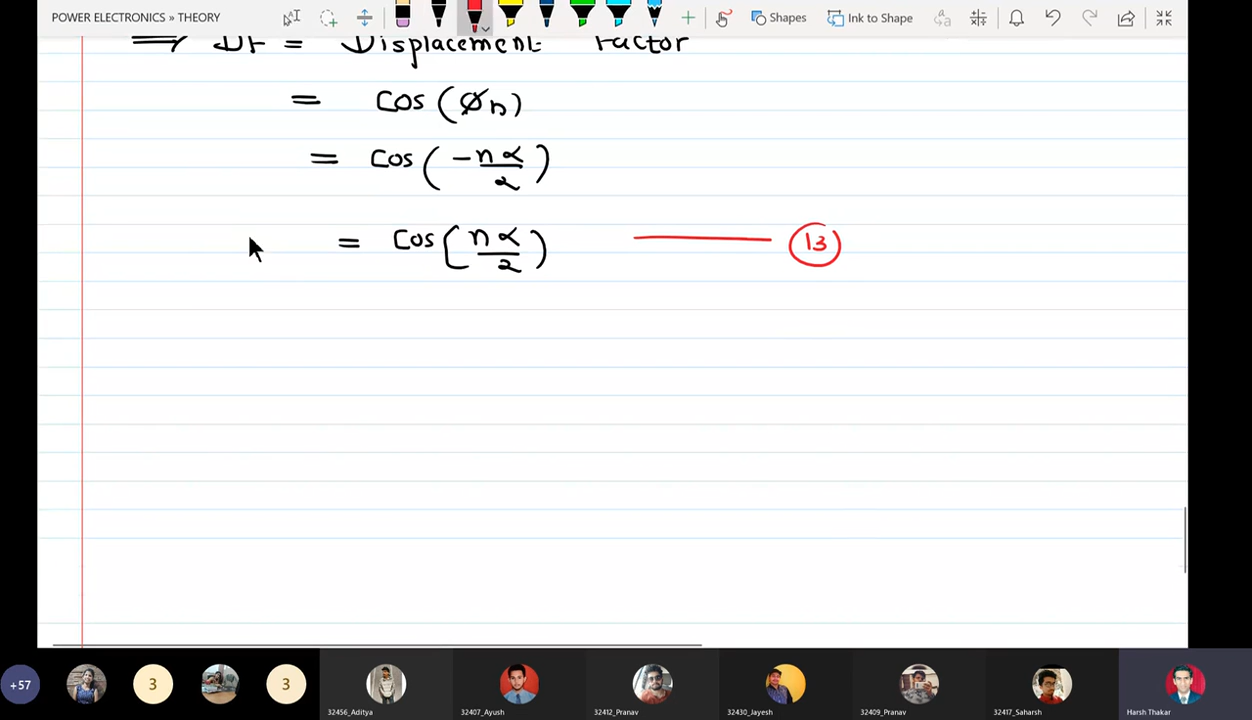 POWER ELECTRONICS » THEORY
Shapes
Ink to Shape
⟹ DF = Displacement Factor
= cos(Øn)
= cos(-nα/2)
= cos(nα/2) ——— 13
+57
3
3
32456_Aditya
32407_Ayush
32412_Pranav
32430_Jayesh
32409_Pranav
32417_Saharsh
Harsh Thakar